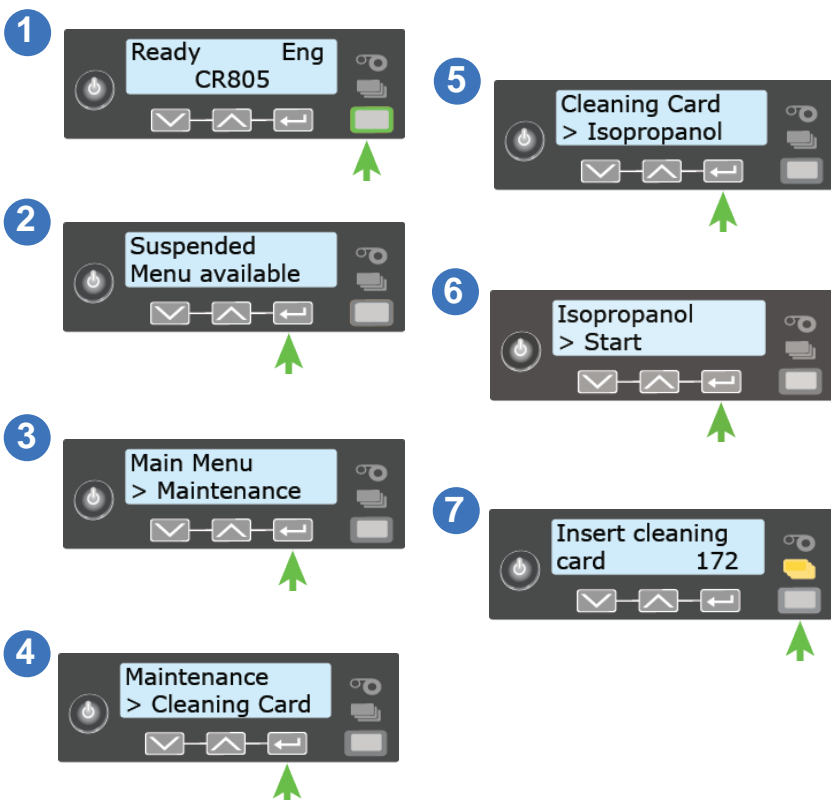 1
Ready Eng
CR805
2
Suspended
Menu available
3
Main Menu
> Maintenance
4
Maintenance
> Cleaning Card
5
Cleaning Card
> Isopropanol
6
Isopropanol
> Start
7
Insert cleaning
card 172